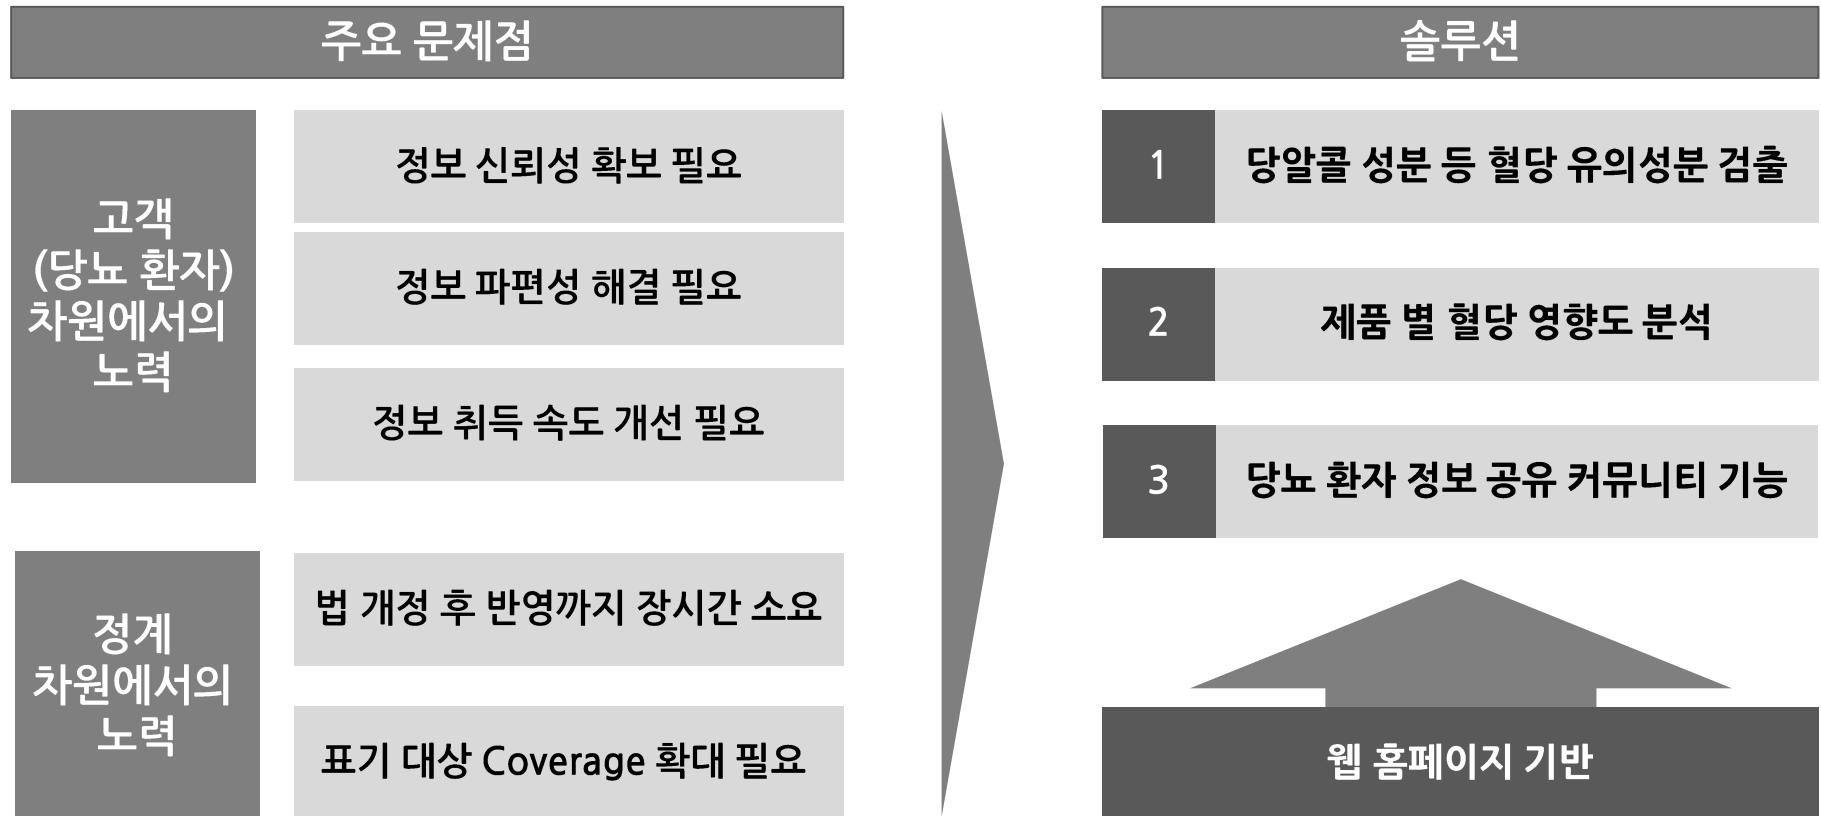 주요 문제점
고객
(당뇨 환자)
차원에서의
노력
정보 신뢰성 확보 필요
정보 파편성 해결 필요
정보 취득 속도 개선 필요
정계
차원에서의
노력
법 개정 후 반영까지 장시간 소요
표기 대상 Coverage 확대 필요
솔루션
1 당알콜 성분 등 혈당 유의성분 검출
2 제품 별 혈당 영향도 분석
3 당뇨 환자 정보 공유 커뮤니티 기능
웹 홈페이지 기반